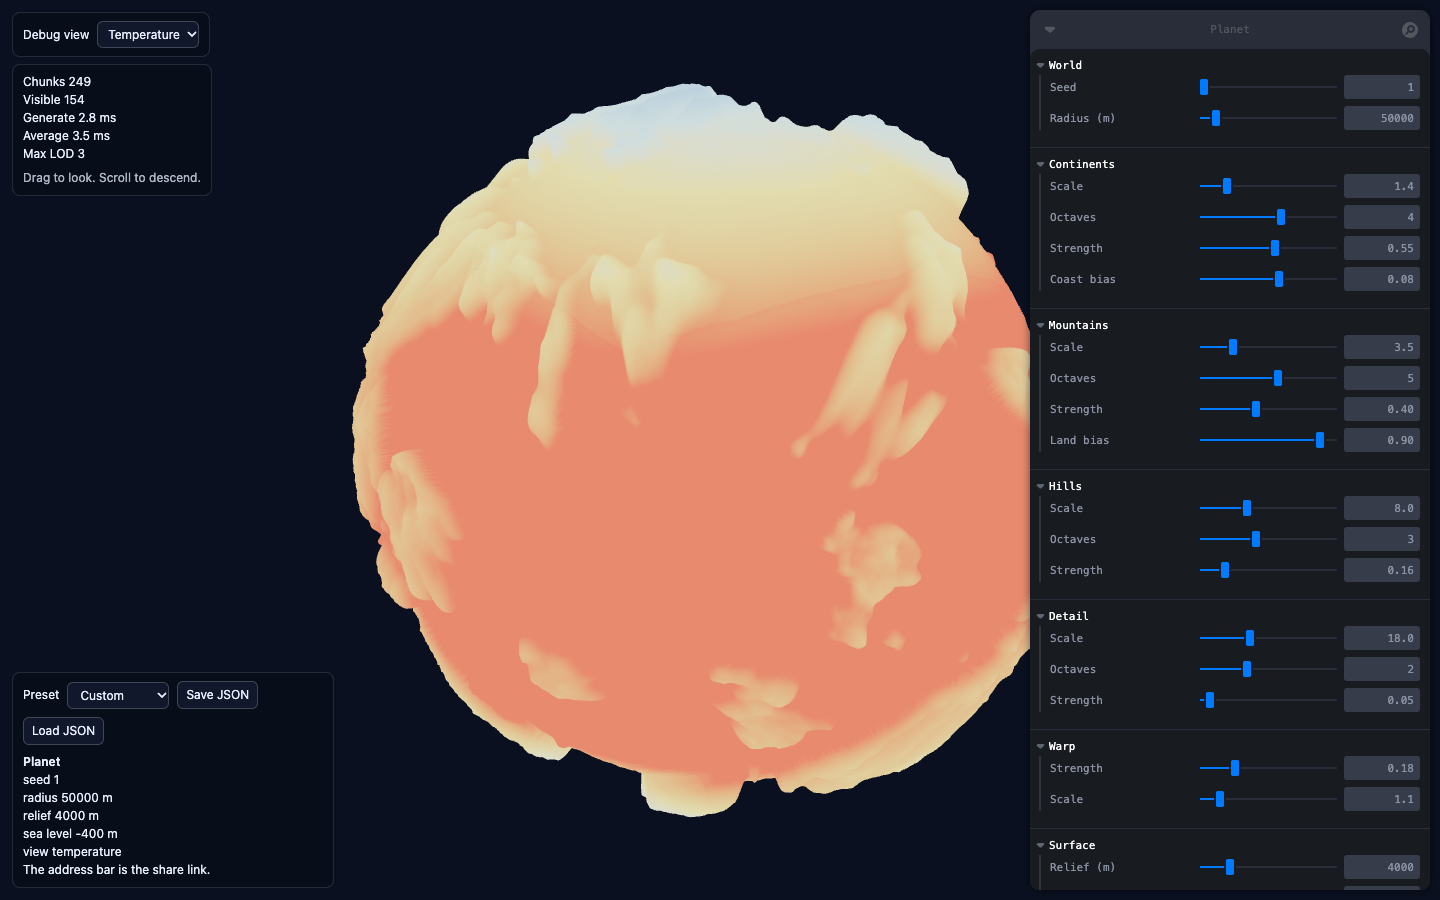 Debug view Temperature
Chunks 249
Visible 154
Generate 2.8 ms
Average 3.5 ms
Max LOD 3
Drag to look. Scroll to descend.
Preset Custom Save JSON
Load JSON
Planet
seed 1
radius 50000 m
relief 4000 m
sea level -400 m
view temperature
The address bar is the share link.
Planet
World
Seed 1
Radius (m) 50000
Continents
Scale 1.4
Octaves 4
Strength 0.55
Coast bias 0.08
Mountains
Scale 3.5
Octaves 5
Strength 0.40
Land bias 0.90
Hills
Scale 8.0
Octaves 3
Strength 0.16
Detail
Scale 18.0
Octaves 2
Strength 0.05
Warp
Strength 0.18
Scale 1.1
Surface
Relief (m) 4000